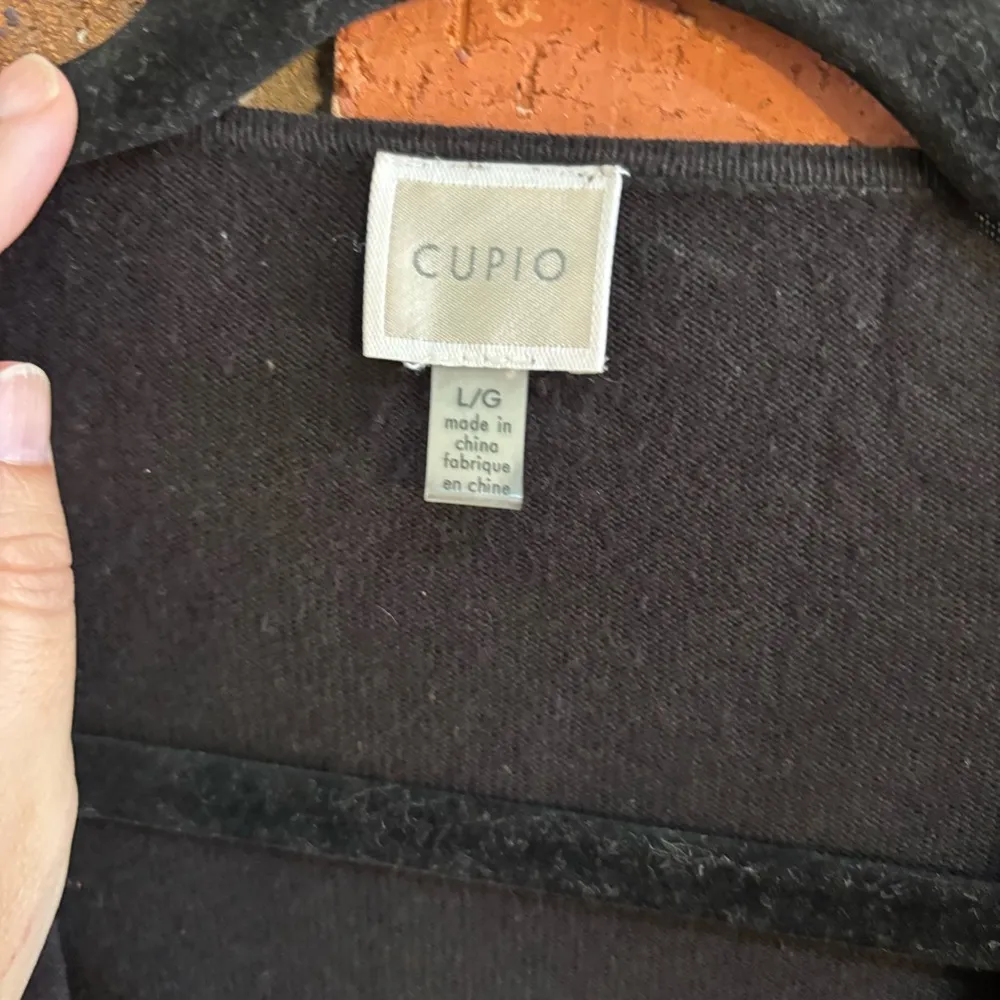 CUPIO
L/G
made in
china
fabrique
en chine